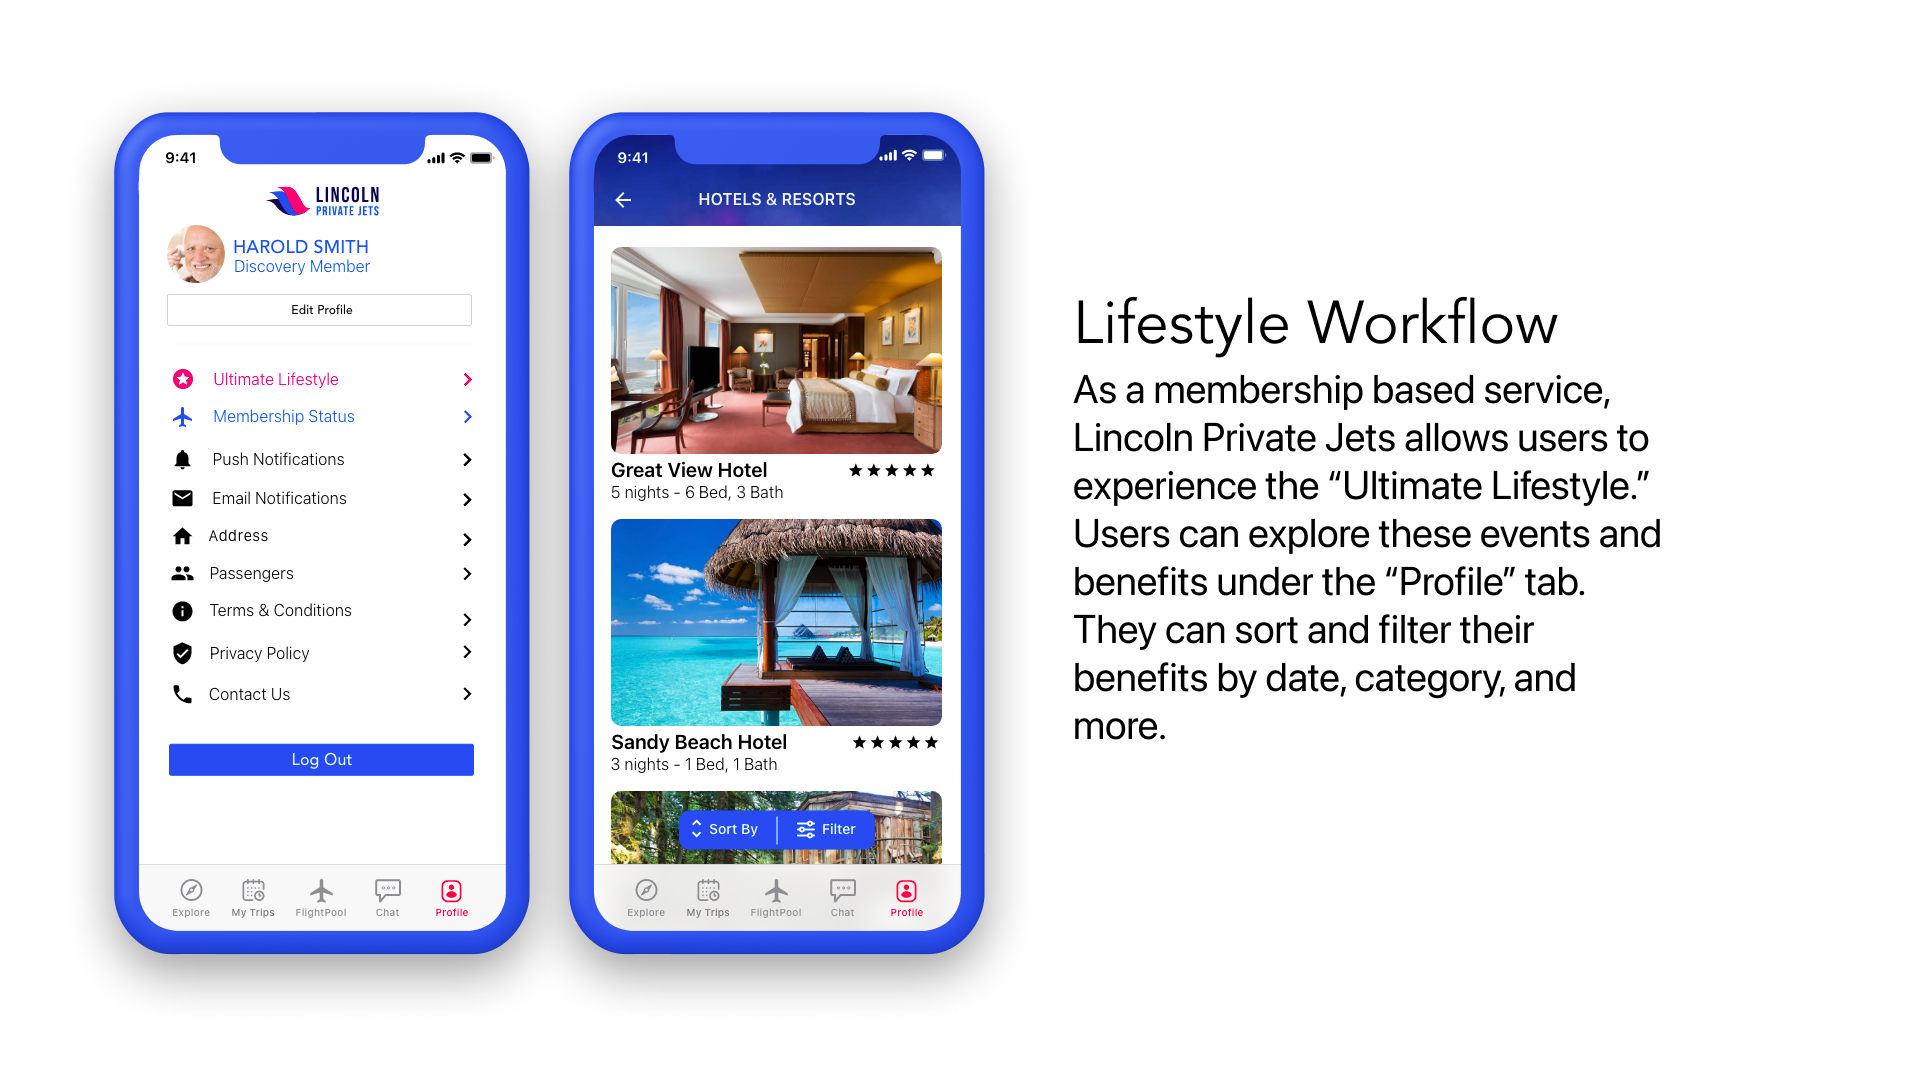 9:41
LINCOLN
PRIVATE JETS
HAROLD SMITH
Discovery Member
Edit Profile
Ultimate Lifestyle
Membership Status
Push Notifications
Email Notifications
Address
Passengers
Terms & Conditions
Privacy Policy
Contact Us
Log Out
Explore
My Trips
FlightPool
Chat
Profile
9:41
HOTELS & RESORTS
Great View Hotel
5 nights - 6 Bed, 3 Bath
Sandy Beach Hotel
3 nights - 1 Bed, 1 Bath
Sort By
Filter
Explore
My Trips
FlightPool
Chat
Profile
Lifestyle Workflow
As a membership based service,
Lincoln Private Jets allows users to
experience the “Ultimate Lifestyle.”
Users can explore these events and
benefits under the “Profile” tab.
They can sort and filter their
benefits by date, category, and
more.